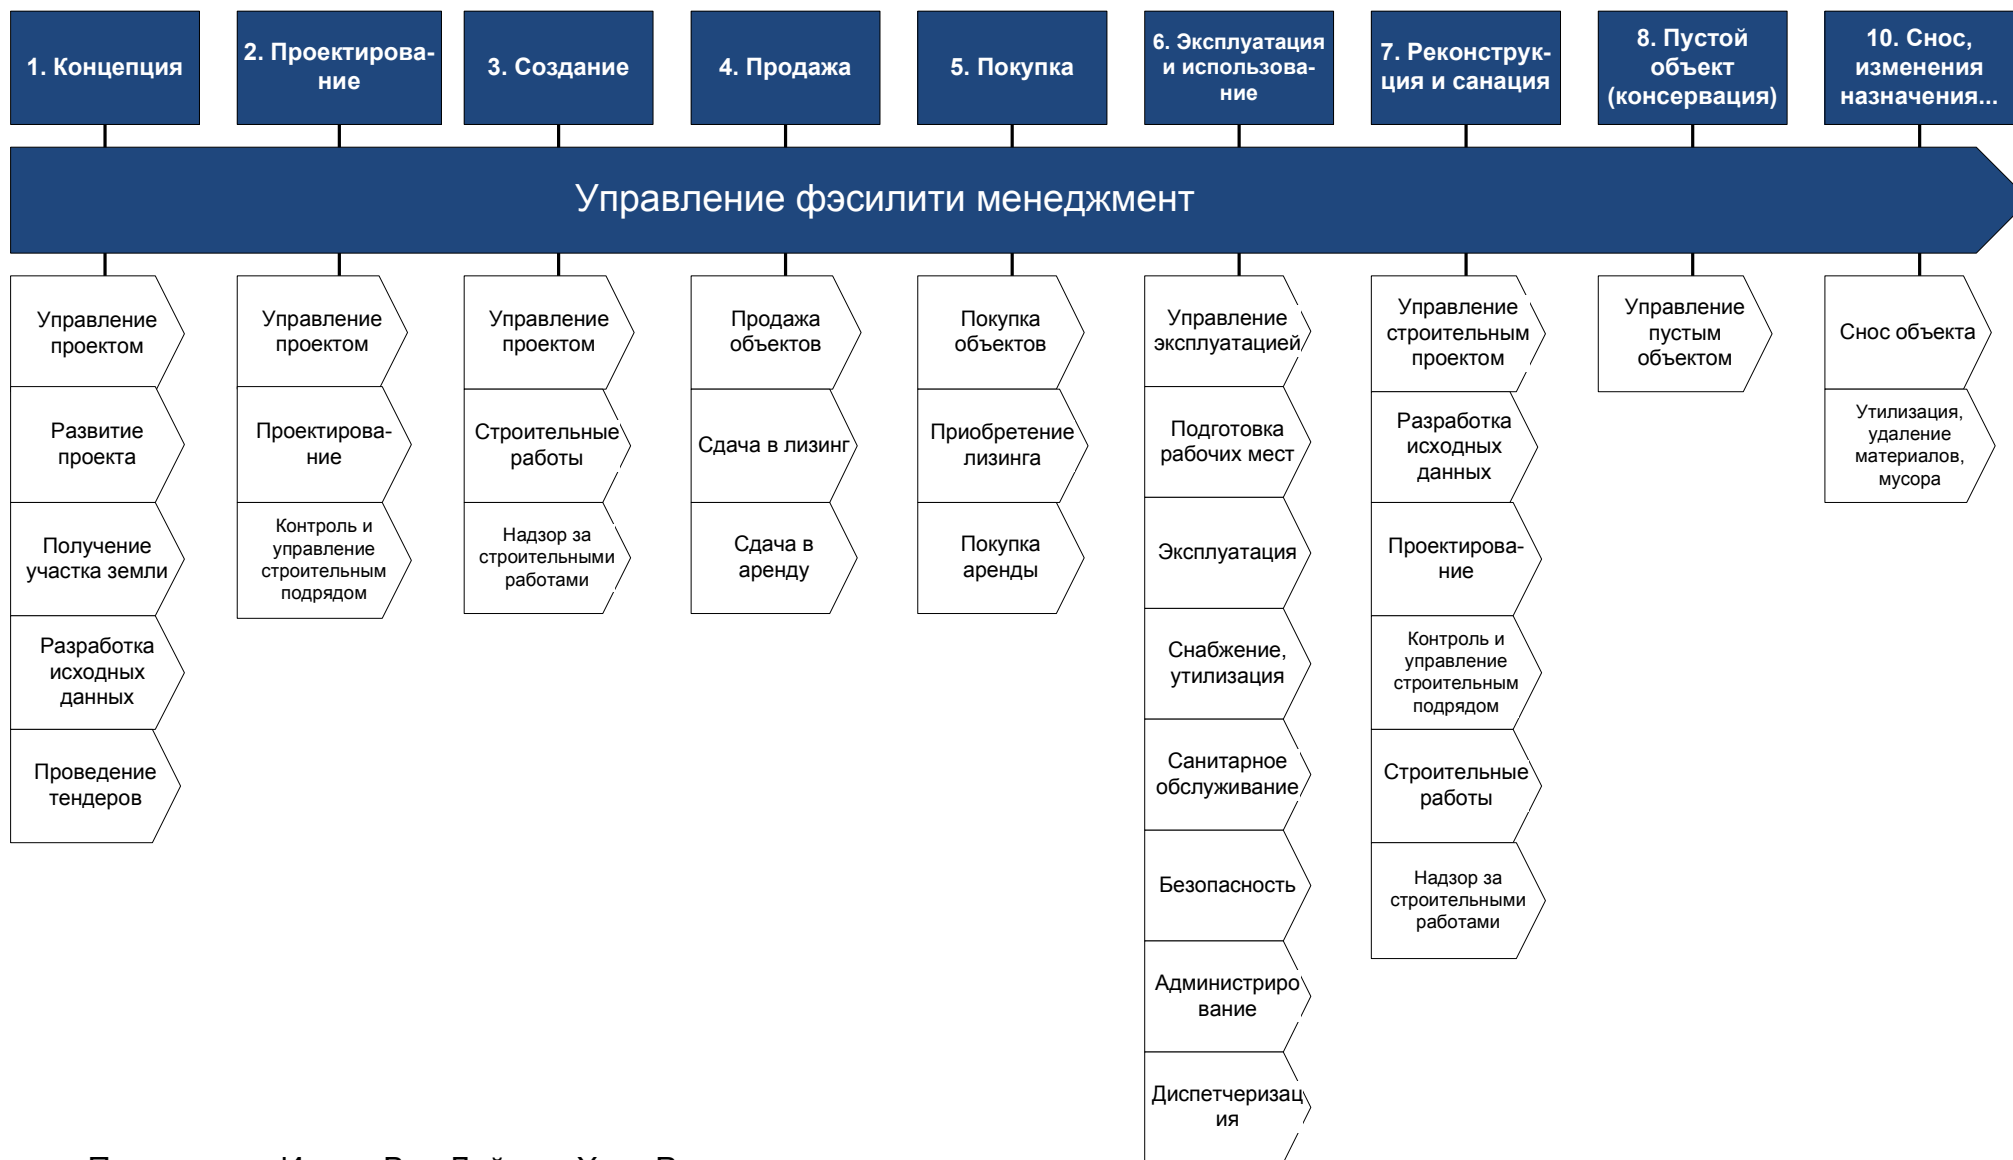 1. Концепция
2. Проектирова-
ние
3. Создание
4. Продажа
5. Покупка
6. Эксплуатация
и использова-
ние
7. Реконструк-
ция и санация
8. Пустой
объект
(консервация)
10. Снос,
изменения
назначения...
Управление фэсилити менеджмент
Управление
проектом
Развитие
проекта
Получение
участка земли
Разработка
исходных
данных
Проведение
тендеров
Управление
проектом
Проектирова-
ние
Контроль и
управление
строительным
подрядом
Управление
проектом
Строительные
работы
Надзор за
строительными
работами
Продажа
объектов
Сдача в лизинг
Сдача в
аренду
Покупка
объектов
Приобретение
лизинга
Покупка
аренды
Управление
эксплуатацией
Подготовка
рабочих мест
Эксплуатация
Снабжение,
утилизация
Санитарное
обслуживание
Безопасность
Администриро
вание
Диспетчеризац
ия
Управление
строительным
проектом
Разработка
исходных
данных
Проектирова-
ние
Контроль и
управление
строительным
подрядом
Строительные
работы
Надзор за
строительными
работами
Управление
пустым
объектом
Снос объекта
Утилизация,
удаление
материалов,
мусора